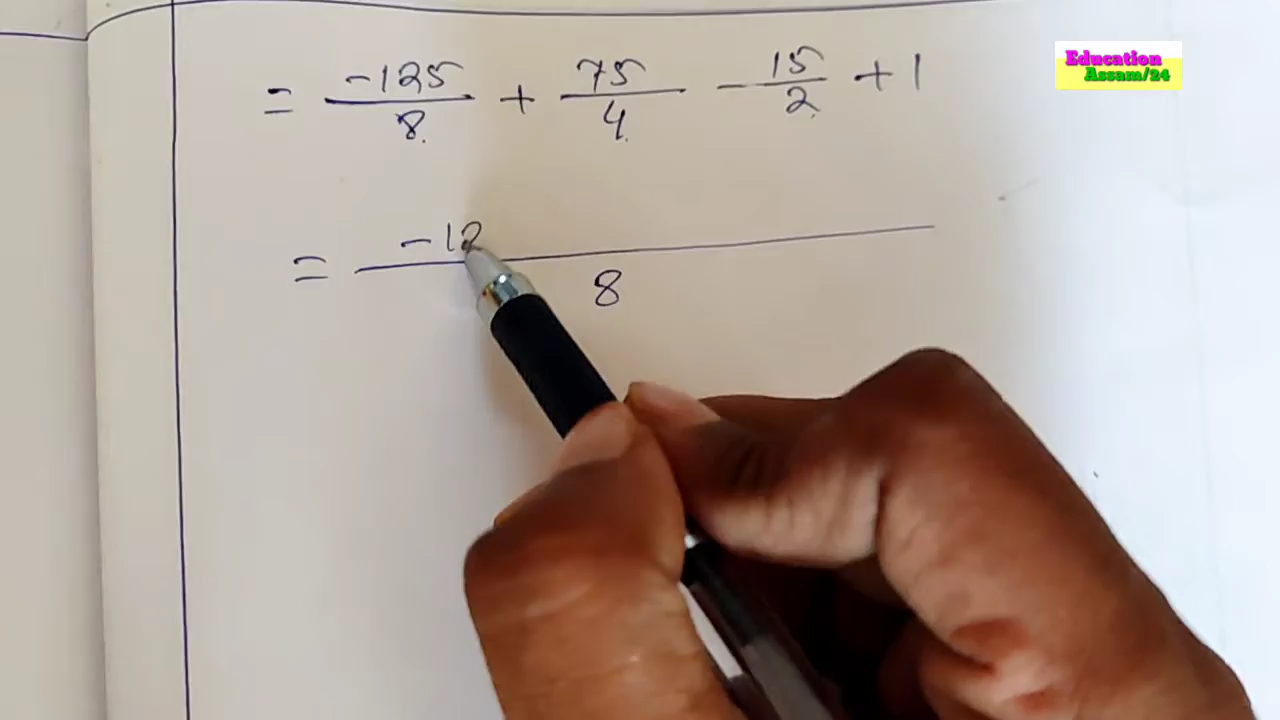 = -125/8 + 75/4 - 15/2 + 1
Education
Assam/24
= -12/8